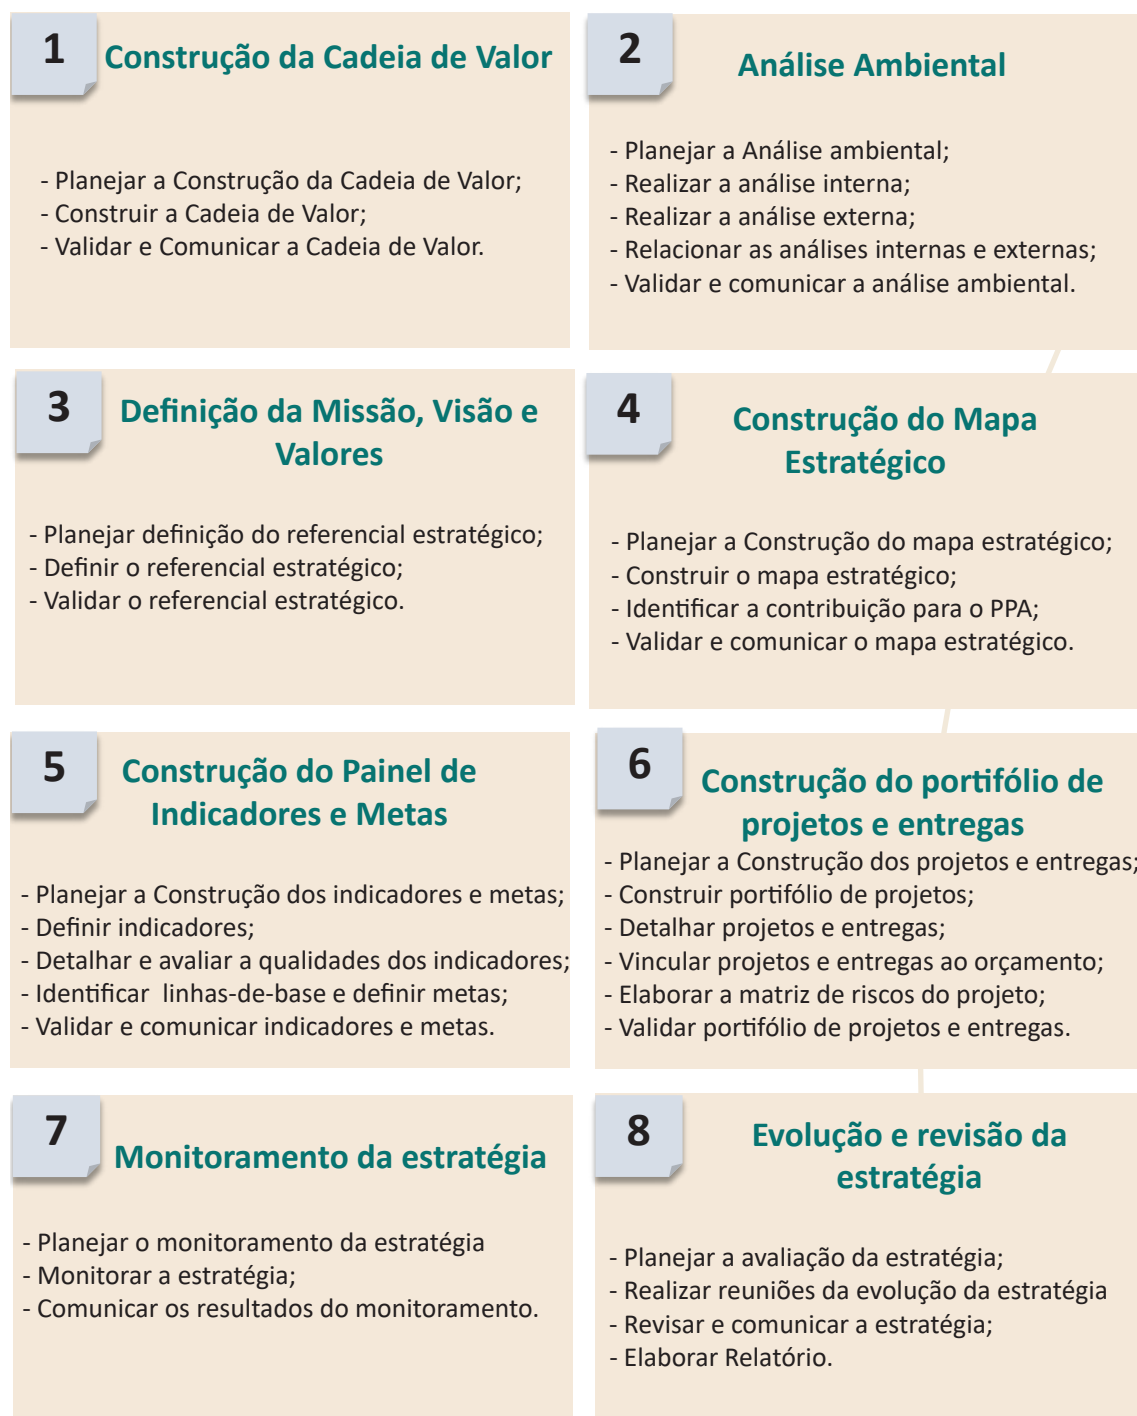 1
Construção da Cadeia de Valor
- Planejar a Construção da Cadeia de Valor;
- Construir a Cadeia de Valor;
- Validar e Comunicar a Cadeia de Valor.
2
Análise Ambiental
- Planejar a Análise ambiental;
- Realizar a análise interna;
- Realizar a análise externa;
- Relacionar as análises internas e externas;
- Validar e comunicar a análise ambiental.
3
Definição da Missão, Visão e
Valores
- Planejar definição do referencial estratégico;
- Definir o referencial estratégico;
- Validar o referencial estratégico.
4
Construção do Mapa
Estratégico
- Planejar a Construção do mapa estratégico;
- Construir o mapa estratégico;
- Identificar a contribuição para o PPA;
- Validar e comunicar o mapa estratégico.
5
Construção do Painel de
Indicadores e Metas
- Planejar a Construção dos indicadores e metas;
- Definir indicadores;
- Detalhar e avaliar a qualidades dos indicadores;
- Identificar  linhas-de-base e definir metas;
- Validar e comunicar indicadores e metas.
6
Construção do portifólio de
projetos e entregas
- Planejar a Construção dos projetos e entregas;
- Construir portifólio de projetos;
- Detalhar projetos e entregas;
- Vincular projetos e entregas ao orçamento;
- Elaborar a matriz de riscos do projeto;
- Validar portifólio de projetos e entregas.
7
Monitoramento da estratégia
- Planejar o monitoramento da estratégia
- Monitorar a estratégia;
- Comunicar os resultados do monitoramento.
8
Evolução e revisão da
estratégia
- Planejar a avaliação da estratégia;
- Realizar reuniões da evolução da estratégia
- Revisar e comunicar a estratégia;
- Elaborar Relatório.